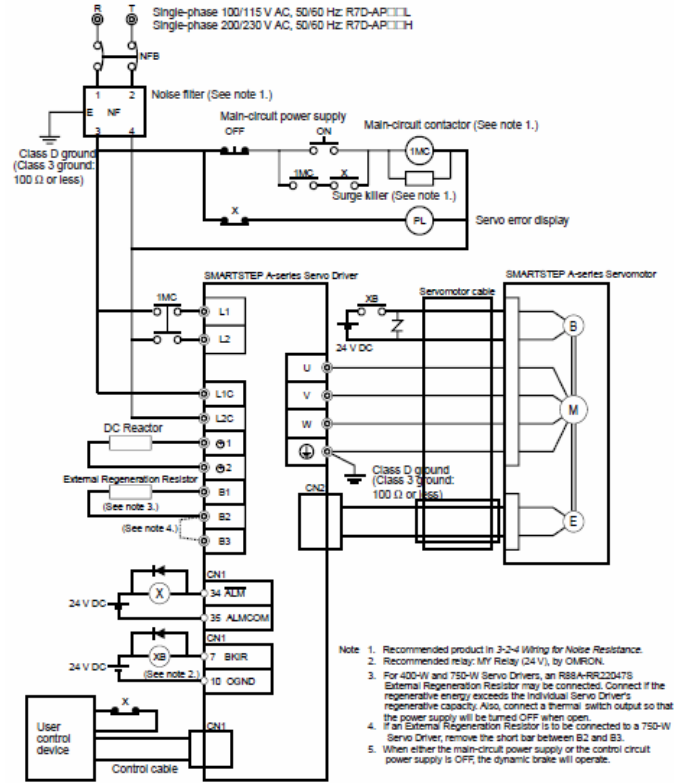 R T
Single-phase 100/115 V AC, 50/60 Hz: R7D-AP□□L
Single-phase 200/230 V AC, 50/60 Hz: R7D-AP□□H
NFB
1 2
Noise filter (See note 1.)
E NF
3 4
Main-circuit power supply
OFF ON
Main-circuit contactor (See note 1.)
1MC
Class D ground
(Class 3 ground:
100 Ω or less)
1MC X
Surge killer (See note 1.)
X
PL
Servo error display
SMARTSTEP A-series Servo Driver
SMARTSTEP A-series Servomotor
Servomotor cable
1MC
XB
L1
L2
24 V DC
B
U
V
W
M
L1C
L2C
DC Reactor
⊖1
⊖2
Class D ground
(Class 3 ground:
100 Ω or less)
External Regeneration Resistor
(See note 3.)
B1
B2
(See note 4.)
B3
CN2
E
CN1
X
34 ALM
24 V DC
35 ALMCOM
CN1
XB
7 BKIR
24 V DC
(See note 2.)
10 OGND
X
User
control
device
CN1
Control cable
Note 1. Recommended product in 3-2-4 Wiring for Noise Resistance.
2. Recommended relay: MY Relay (24 V), by OMRON.
3. For 400-W and 750-W Servo Drivers, an R88A-RR22047S
External Regeneration Resistor may be connected. Connect if the
regenerative energy exceeds the individual Servo Driver's
regenerative capacity. Also, connect a thermal switch output so that
the power supply will be turned OFF when open.
4. If an External Regeneration Resistor is to be connected to a 750-W
Servo Driver, remove the short bar between B2 and B3.
5. When either the main-circuit power supply or the control circuit
power supply is OFF, the dynamic brake will operate.